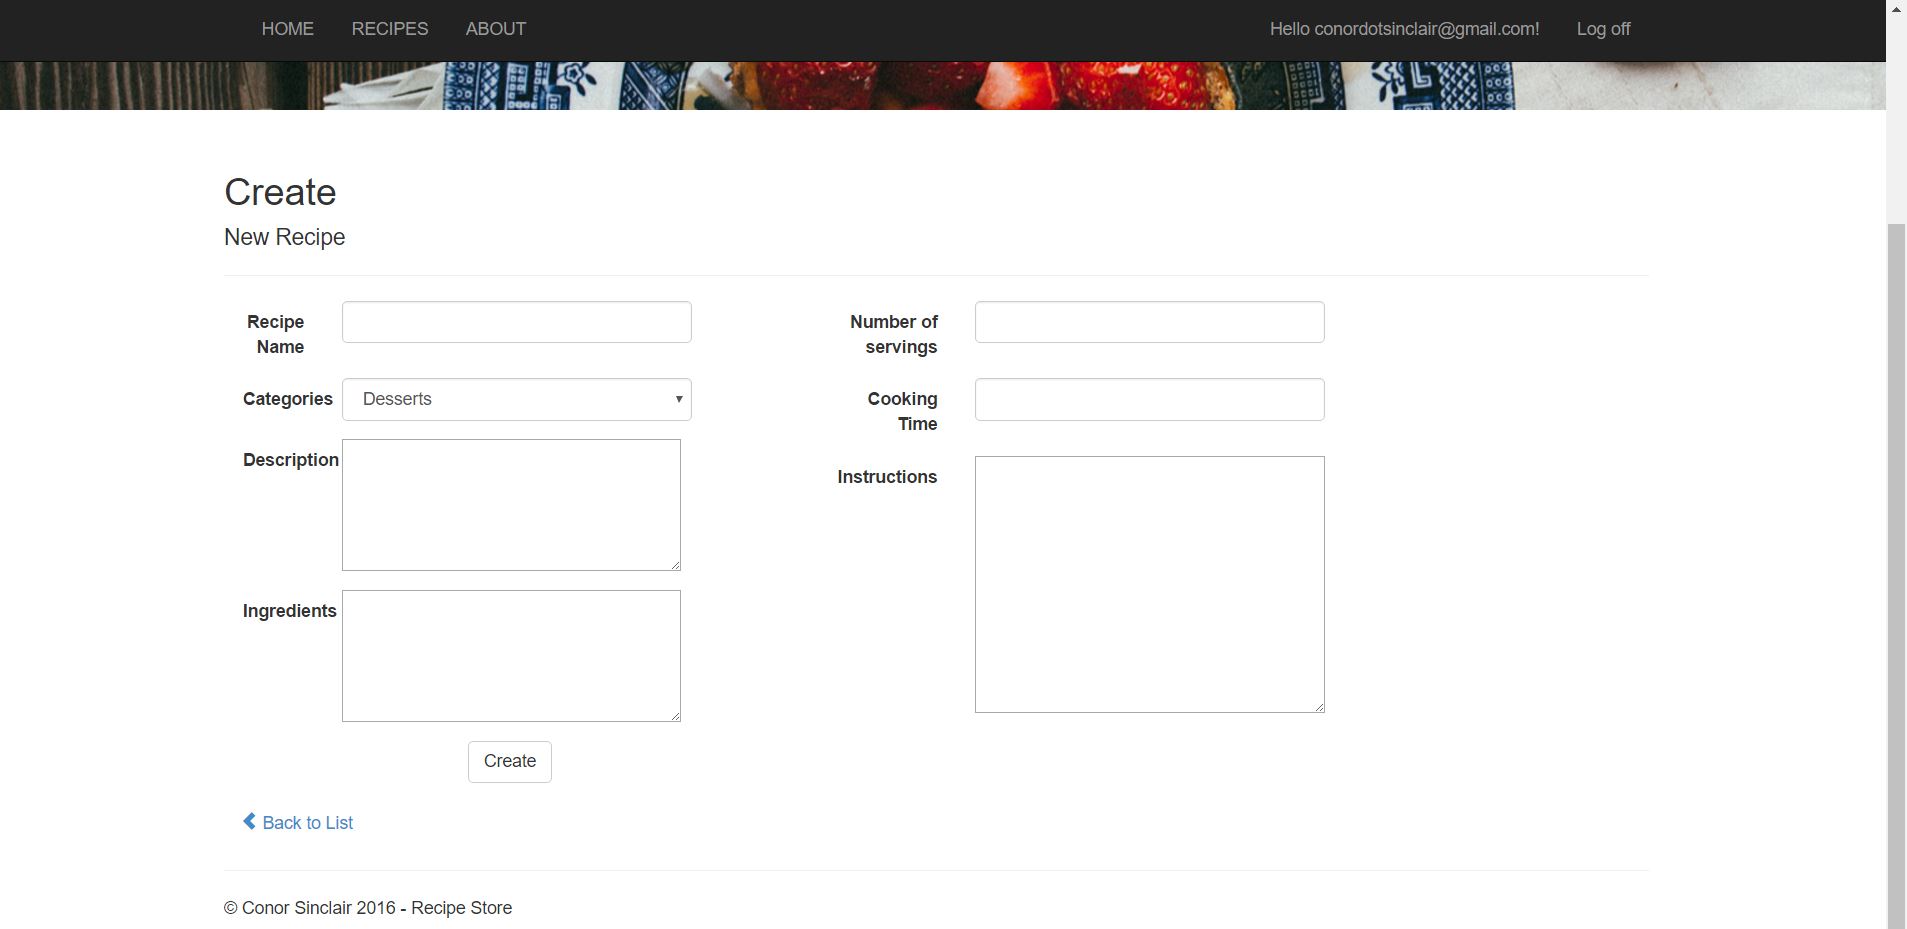 HOME RECIPES ABOUT Hello conordotsinclair@gmail.com! Log off
Create
New Recipe
Recipe
Name
Number of
servings
Categories
Desserts
Cooking
Time
Description
Instructions
Ingredients
Create
Back to List
© Conor Sinclair 2016 - Recipe Store